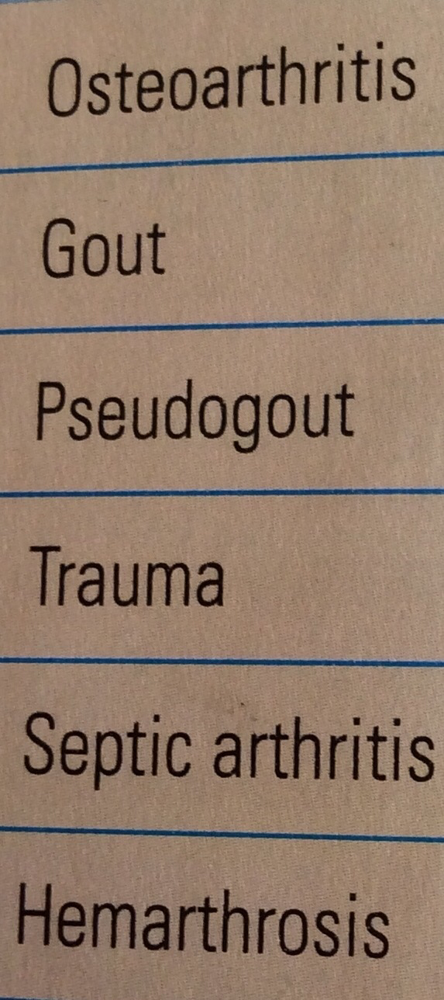 Osteoarthritis
Gout
Pseudogout
Trauma
Septic arthritis
Hemarthrosis